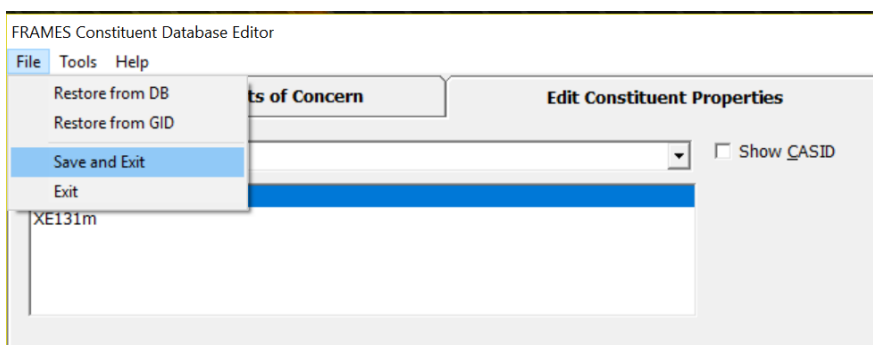 FRAMES Constituent Database Editor
File Tools Help
Restore from DB
Restore from GID
Save and Exit
Exit
ts of Concern
Edit Constituent Properties
Show CASID
XE131m